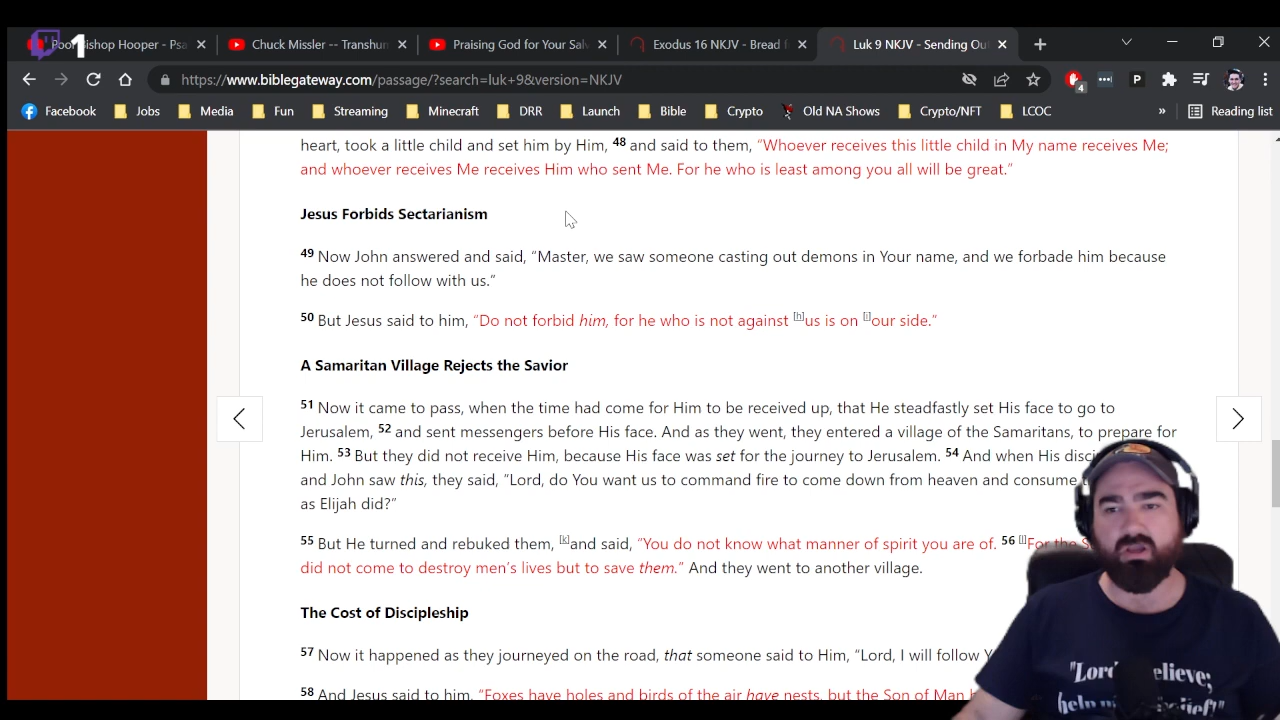 1
Poor Bishop Hooper - Psa
Chuck Missler -- Transhun
Praising God for Your Salv
Exodus 16 NKJV - Bread f
Luk 9 NKJV - Sending Out
https://www.biblegateway.com/passage/?search=luk+9&version=NKJV
4
P
Facebook Jobs Media Fun Streaming Minecraft DRR Launch Bible Crypto Old NA Shows Crypto/NFT LCOC » Reading list
heart, took a little child and set him by Him, 48 and said to them, “Whoever receives this little child in My name receives Me;
and whoever receives Me receives Him who sent Me. For he who is least among you all will be great.”
Jesus Forbids Sectarianism
49 Now John answered and said, “Master, we saw someone casting out demons in Your name, and we forbade him because
he does not follow with us.”
50 But Jesus said to him, “Do not forbid him, for he who is not against [h]us is on [i]our side.”
A Samaritan Village Rejects the Savior
51 Now it came to pass, when the time had come for Him to be received up, that He steadfastly set His face to go to
Jerusalem, 52 and sent messengers before His face. And as they went, they entered a village of the Samaritans, to prepare for
Him. 53 But they did not receive Him, because His face was set for the journey to Jerusalem. 54 And when His
and John saw this, they said, “Lord, do You want us to command fire to come down from heaven and consume
as Elijah did?”
55 But He turned and rebuked them, [k]and said, “You do not know what manner of spirit you are of. 56 [l]For the
did not come to destroy men’s lives but to save them.” And they went to another village.
The Cost of Discipleship
57 Now it happened as they journeyed on the road, that someone said to Him, “Lord, I will follow
58 And Jesus said to him, “Foxes have holes and birds of the air have nests, but the Son of Man
"Lord
elieve;
help